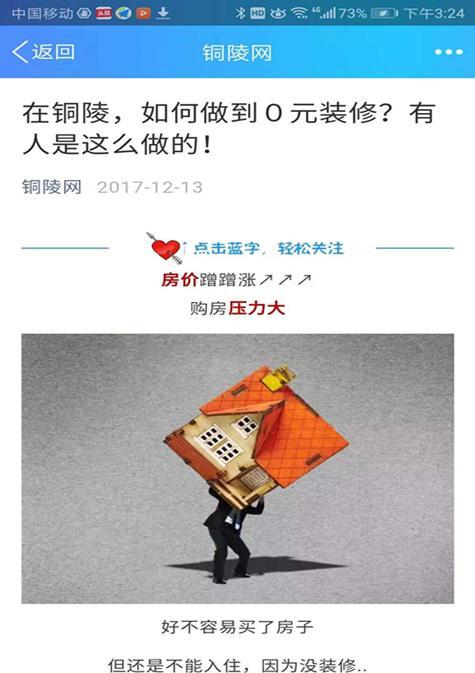 中国移动 HD 4G 73% 下午3:24
返回 铜陵网
在铜陵，如何做到0元装修？有
人是这么做的！
铜陵网 2017-12-13
点击蓝字，轻松关注
房价蹭蹭涨↗↗↗
购房压力大
好不容易买了房子
但还是不能入住，因为没装修..